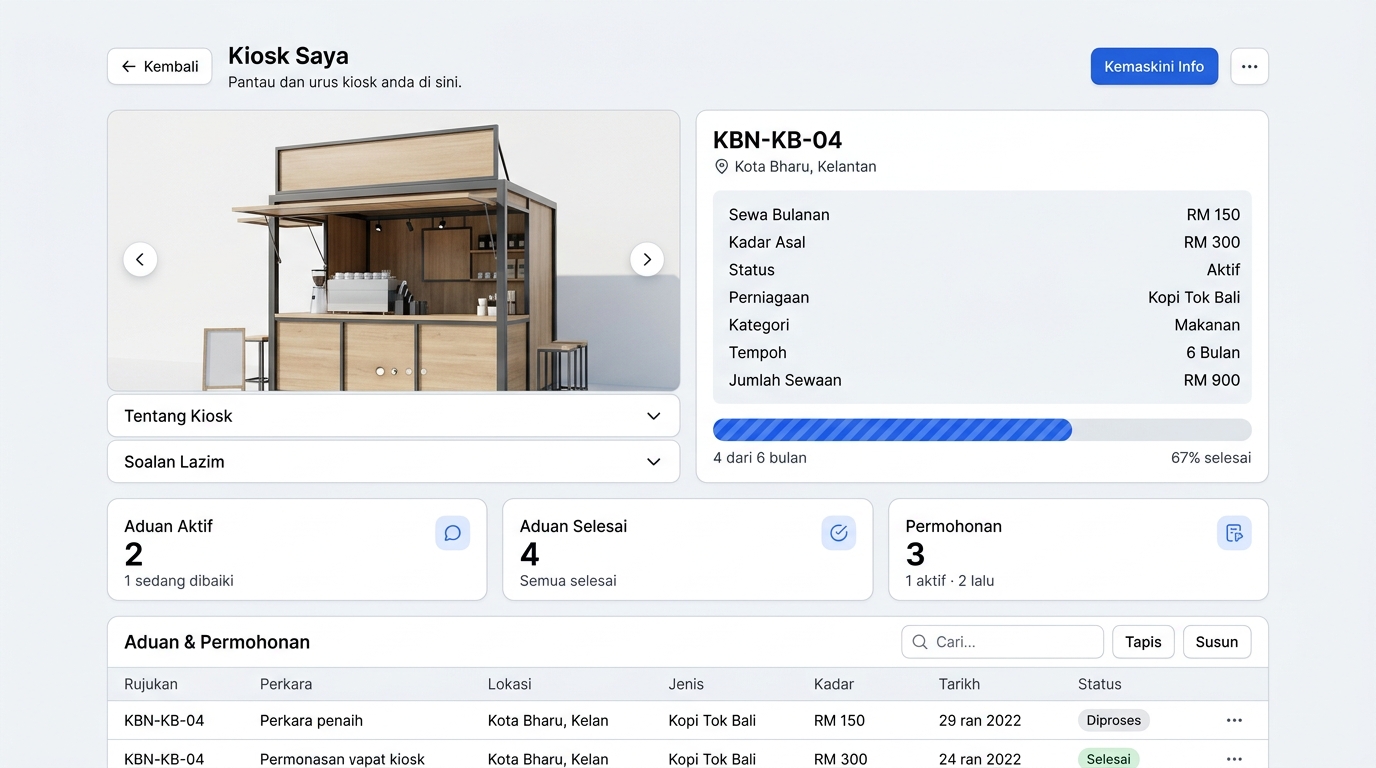 Kembali
Kiosk Saya
Pantau dan urus kiosk anda di sini.
Kemaskini Info
KBN-KB-04
Kota Bharu, Kelantan
Sewa Bulanan RM 150
Kadar Asal RM 300
Status Aktif
Perniagaan Kopi Tok Bali
Kategori Makanan
Tempoh 6 Bulan
Jumlah Sewaan RM 900
4 dari 6 bulan 67% selesai
Tentang Kiosk
Soalan Lazim
Aduan Aktif
2
1 sedang dibaiki
Aduan Selesai
4
Semua selesai
Permohonan
3
1 aktif · 2 lalu
Aduan & Permohonan
Cari...
Tapis
Susun
Rujukan Perkara Lokasi Jenis Kadar Tarikh Status
KBN-KB-04 Perkara penaih Kota Bharu, Kelan Kopi Tok Bali RM 150 29 ran 2022 Diproses
KBN-KB-04 Permonasan vapat kiosk Kota Bharu, Kelan Kopi Tok Bali RM 300 24 ran 2022 Selesai